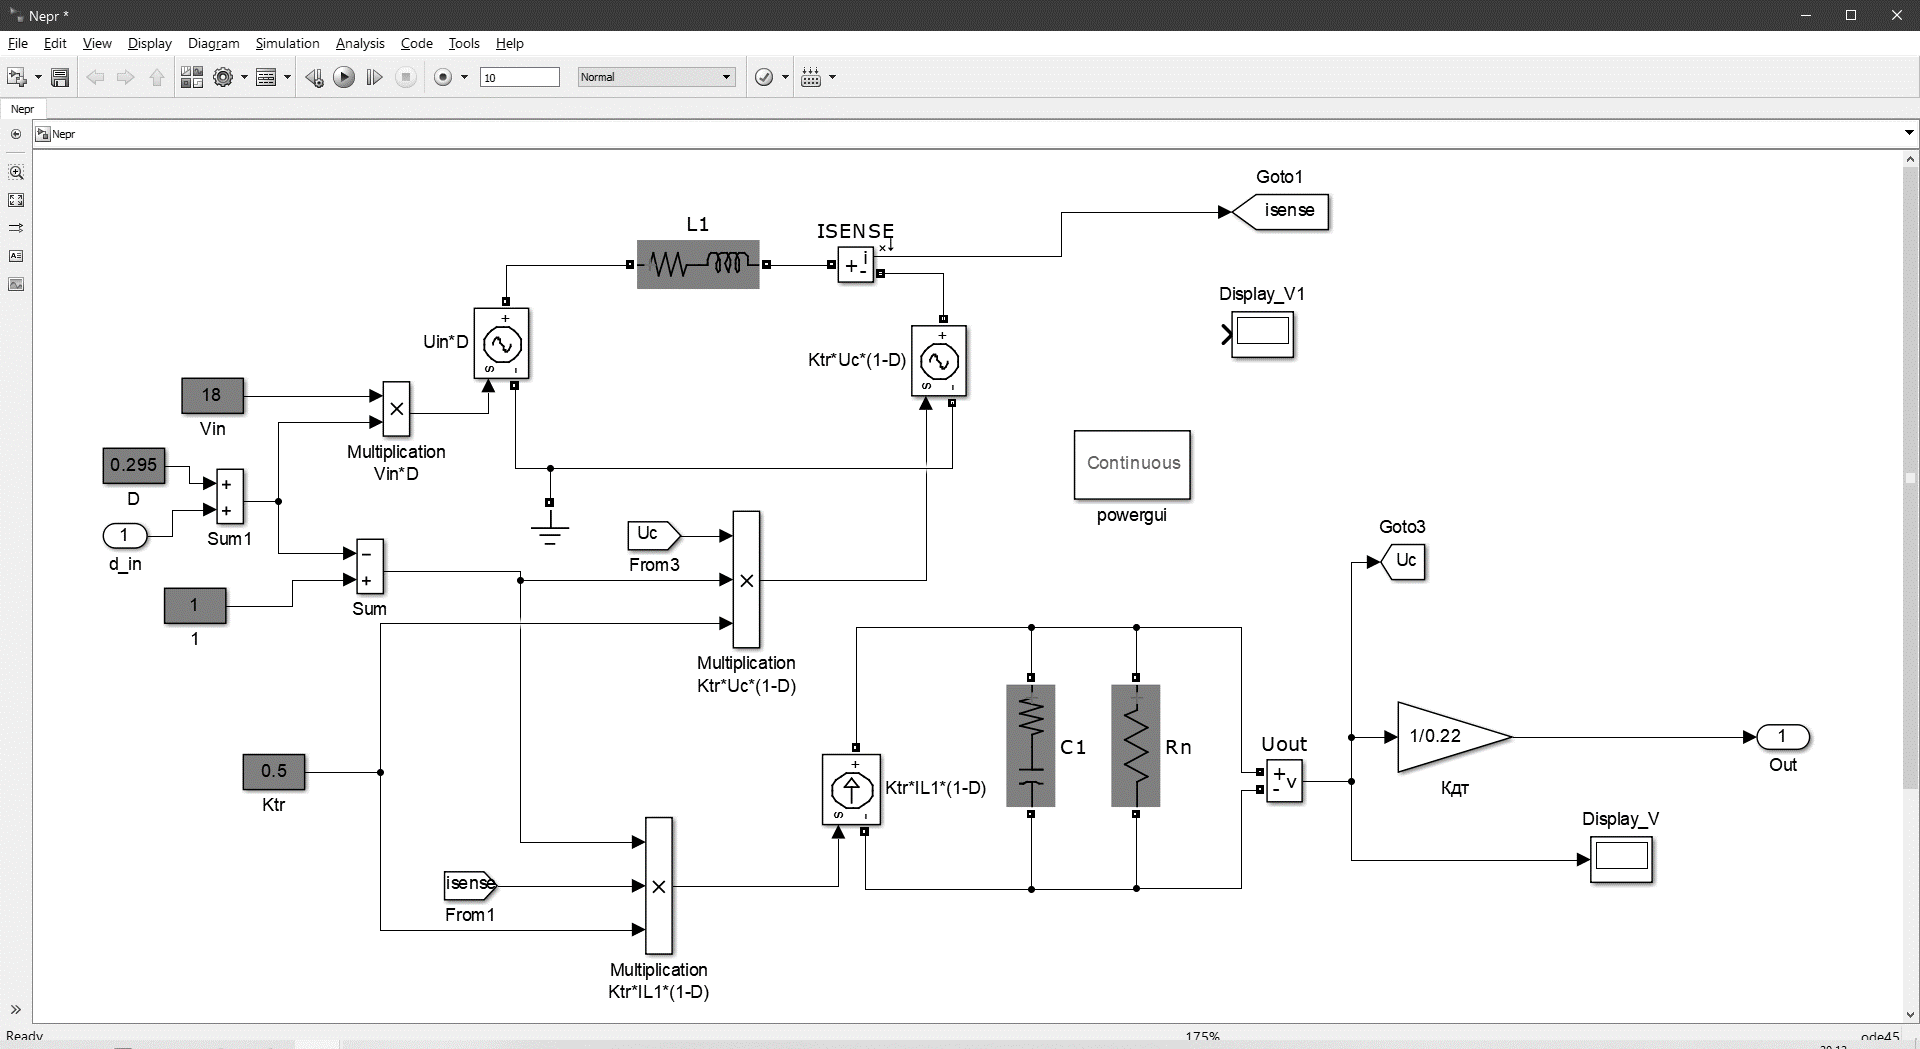 Nepr *
File Edit View Display Diagram Simulation Analysis Code Tools Help
10 Normal
Nepr
Nepr
Goto1
isense
L1
ISENSE
i
+ -
Display_V1
+
Uin*D
s -
+
Ktr*Uc*(1-D)
s -
18
Vin
×
Multiplication
Vin*D
0.295
D
+
+
Sum1
1
d_in
Continuous
powergui
Goto3
Uc
Uc
From3
−
+
Sum
1
1
×
Multiplication
Ktr*Uc*(1-D)
1/0.22
Кдт
1
Out
C1
Rn
Uout
+
- v
0.5
Ktr
+
Ktr*IL1*(1-D)
s -
Display_V
isense
From1
×
Multiplication
Ktr*IL1*(1-D)
Ready 175% ode45